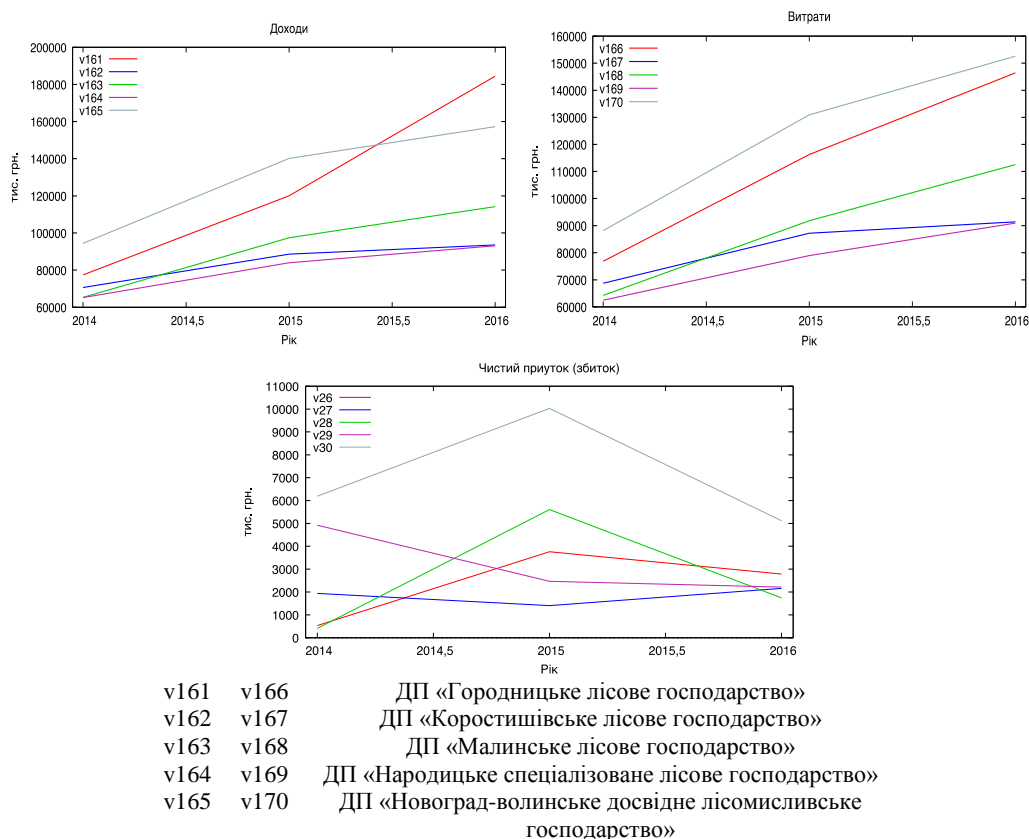 Доходи
200000
180000
160000
140000
120000
100000
80000
60000
v161
v162
v163
v164
v165
тис. грн.
2014 2014,5 2015 2015,5 2016
Рік
Витрати
160000
150000
140000
130000
120000
110000
100000
90000
80000
70000
60000
v166
v167
v168
v169
v170
тис. грн.
2014 2014,5 2015 2015,5 2016
Рік
Чистий приуток (збиток)
11000
10000
9000
8000
7000
6000
5000
4000
3000
2000
1000
0
v26
v27
v28
v29
v30
тис. грн.
2014 2014,5 2015 2015,5 2016
Рік
v161 v166 ДП «Городницьке лісове господарство»
v162 v167 ДП «Коростишівське лісове господарство»
v163 v168 ДП «Малинське лісове господарство»
v164 v169 ДП «Народицьке спеціалізоване лісове господарство»
v165 v170 ДП «Новоград-волинське досвідне лісомисливське
господарство»